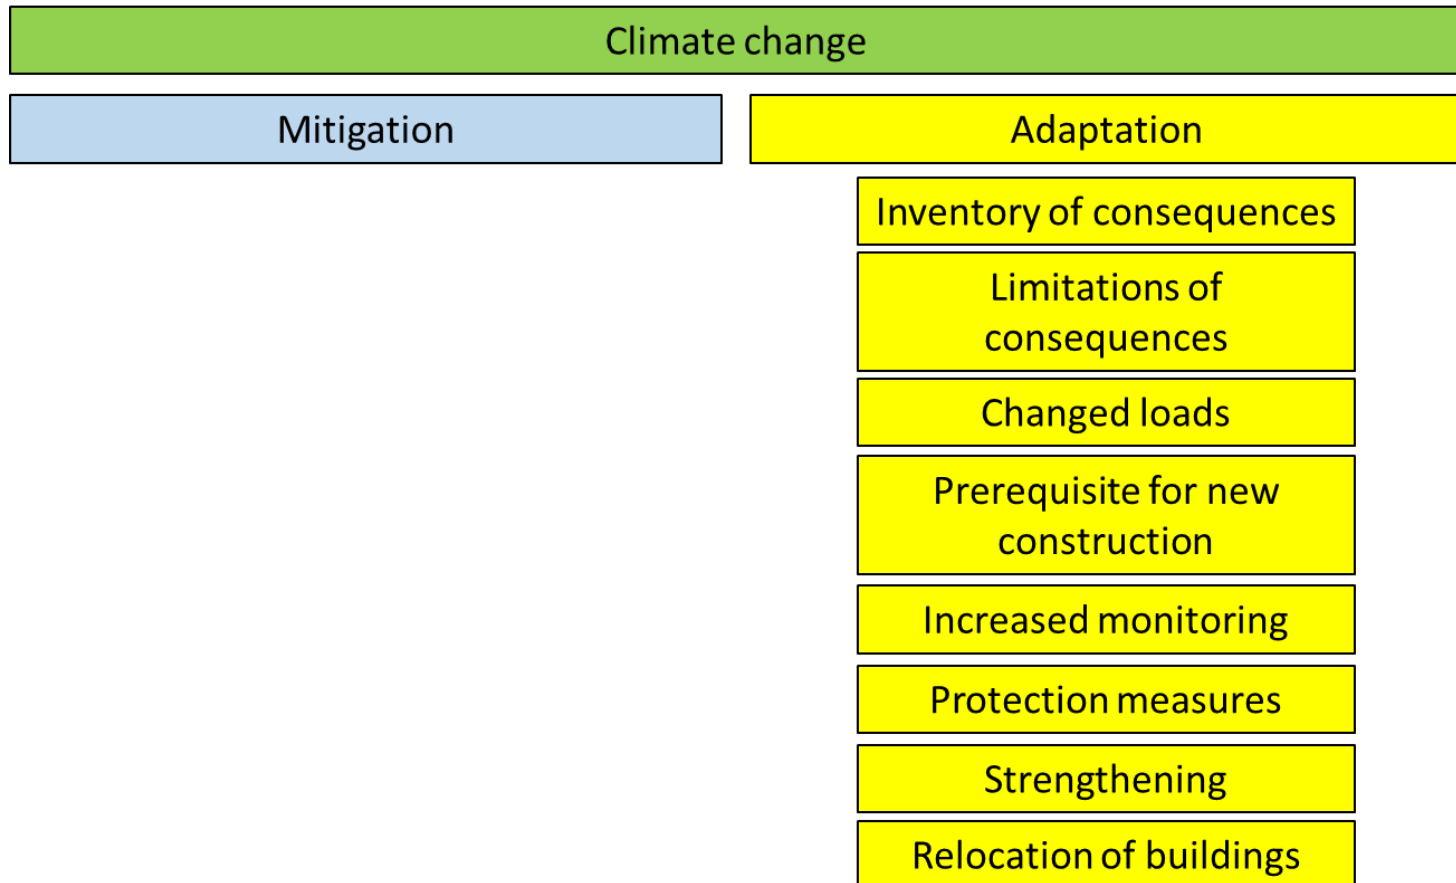 Climate change
Mitigation
Adaptation
Inventory of consequences
Limitations of
consequences
Changed loads
Prerequisite for new
construction
Increased monitoring
Protection measures
Strengthening
Relocation of buildings